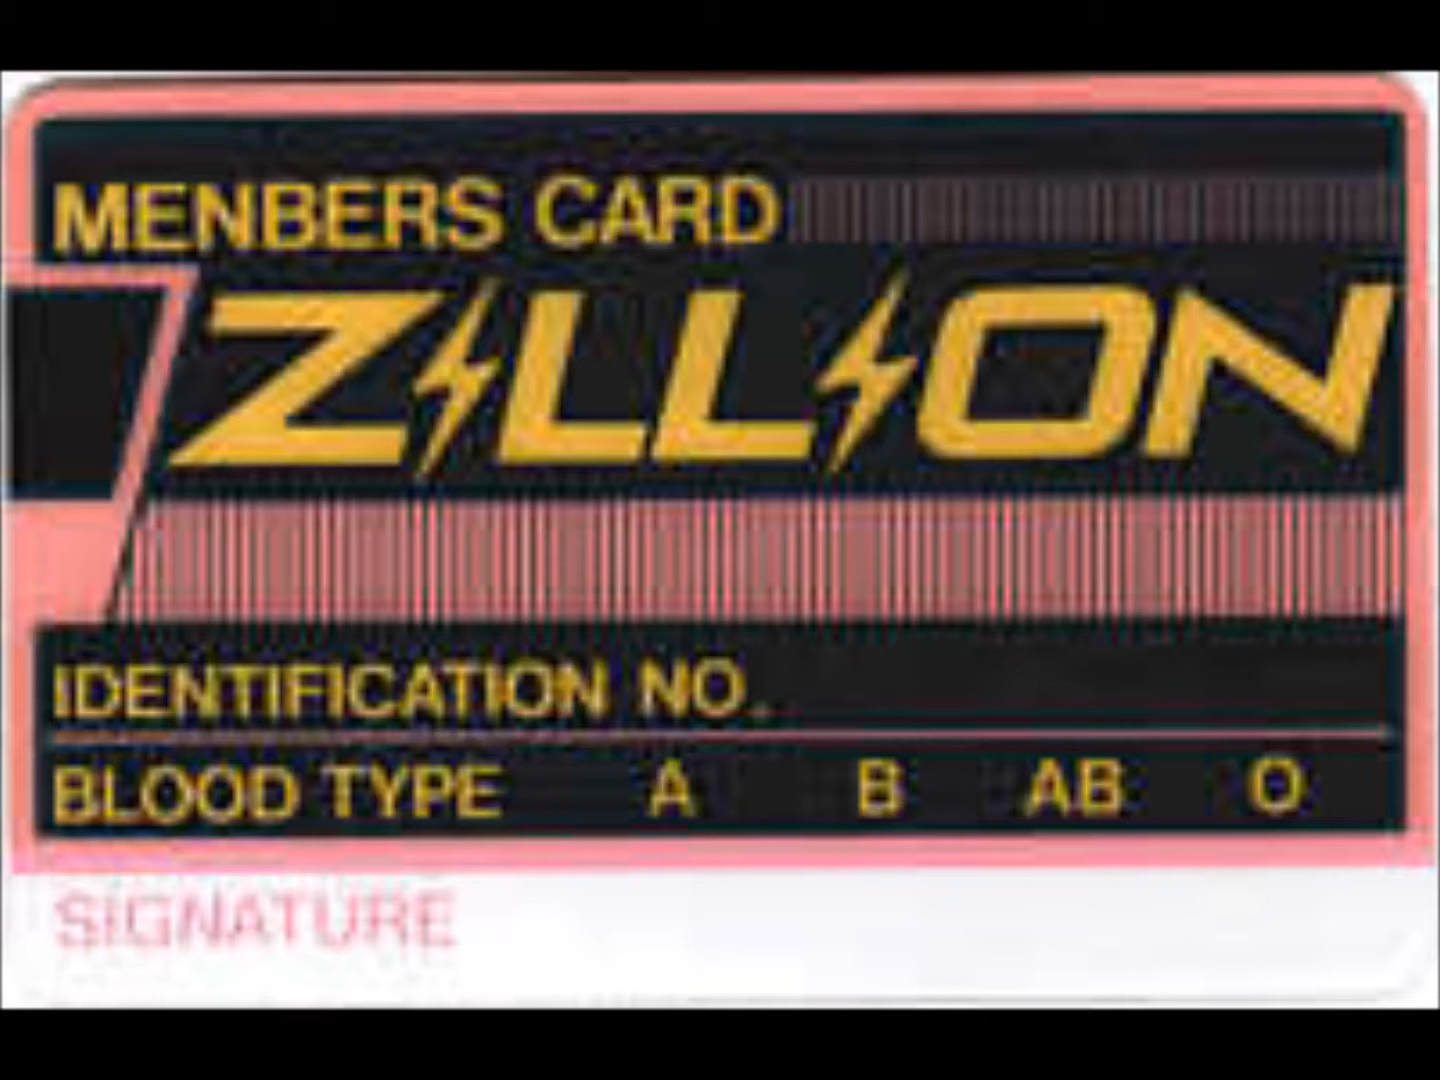 MENBERS CARD
ZILLION
IDENTIFICATION NO.
BLOOD TYPE A B AB O
SIGNATURE